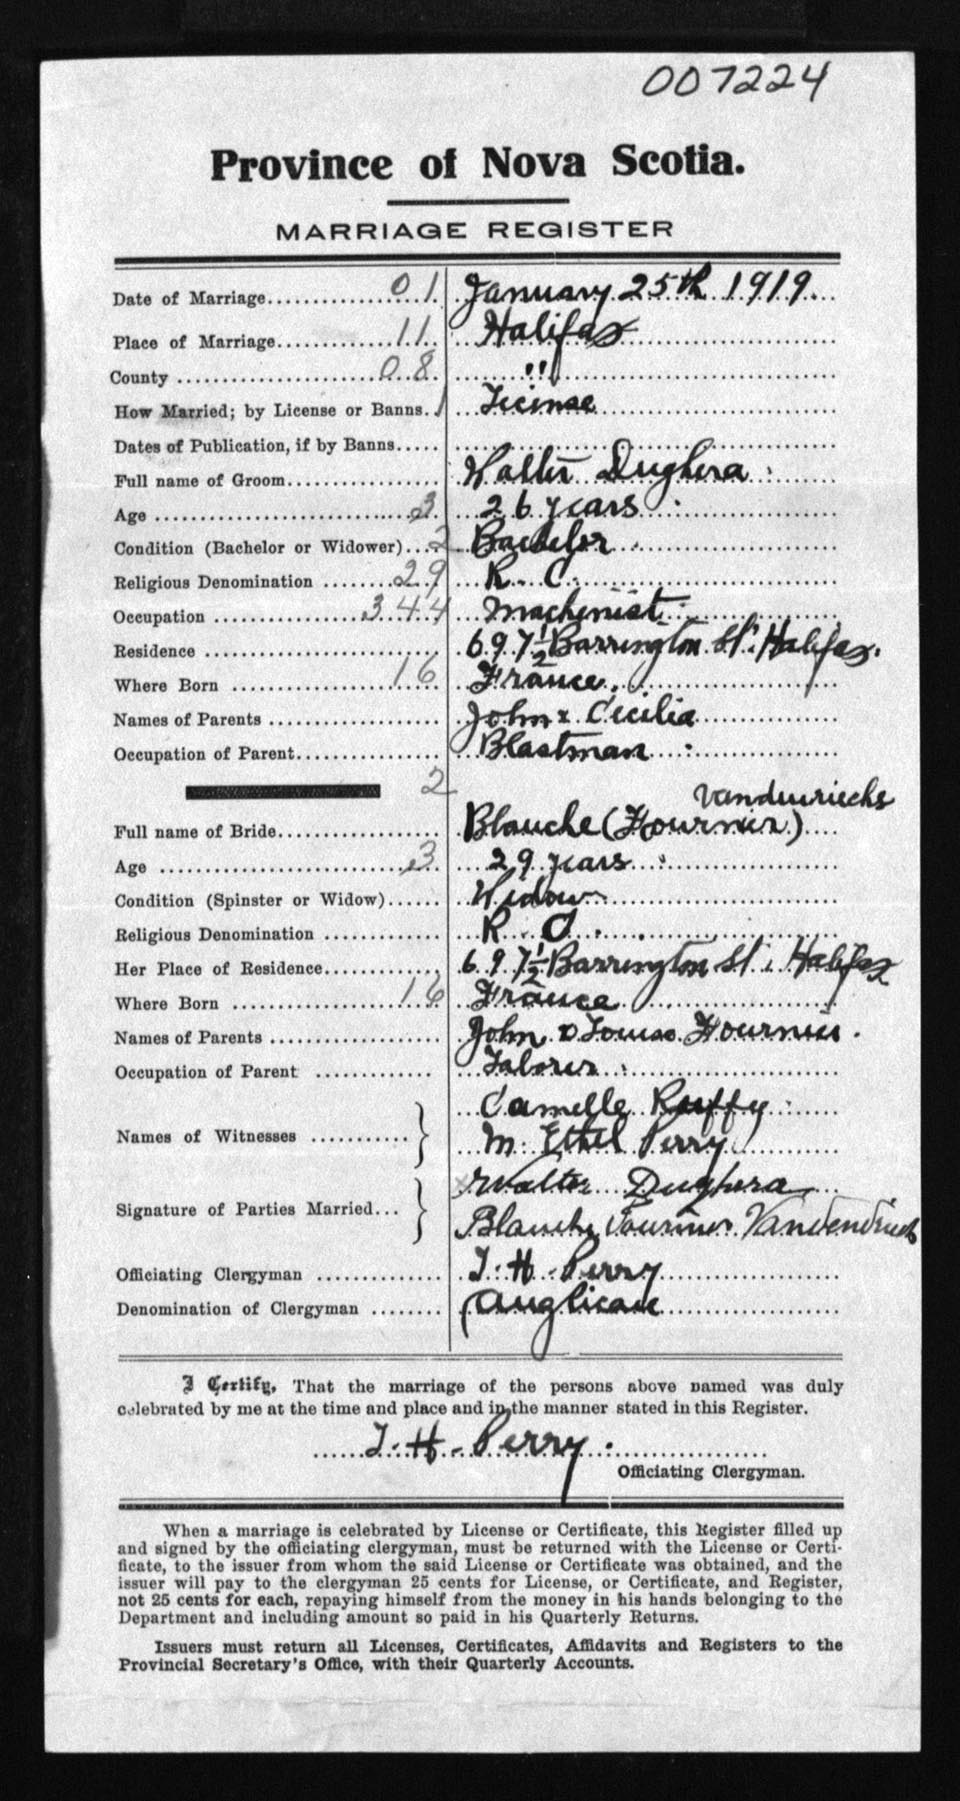 007224
Province of Nova Scotia.
MARRIAGE REGISTER
Date of Marriage 01 January 25th 1919
Place of Marriage 11 Halifax
County 08 "
How Married; by License or Banns. 1 License
Dates of Publication, if by Banns
Full name of Groom Walter Dughera
Age 3 26 years
Condition (Bachelor or Widower) 2 Bachelor
Religious Denomination 29 R. C.
Occupation 344 Machinist
Residence 697½ Barrington St. Halifax.
Where Born 16 France.
Names of Parents John & Cecilia
Occupation of Parent Blastman
2
Full name of Bride Blanche (Fournier)
Age 3 29 years
Condition (Spinster or Widow) Widow
Religious Denomination R. C.
Her Place of Residence 697½ Barrington St. Halifax
Where Born 16 France
Names of Parents John & Louise Fournier.
Occupation of Parent Laborer
Names of Witnesses Camelle Ruffy
M. Ethel Perry
Signature of Parties Married Walter Dughera
Blanche Fournier
Officiating Clergyman T. H. Perry
Denomination of Clergyman Anglican
I Certify, That the marriage of the persons above named was duly
celebrated by me at the time and place and in the manner stated in this Register.
T. H. Perry.
Officiating Clergyman.
When a marriage is celebrated by License or Certificate, this Register filled up
and signed by the officiating clergyman, must be returned with the License or Certi-
ficate, to the issuer from whom the said License or Certificate was obtained, and the
issuer will pay to the clergyman 25 cents for License, or Certificate, and Register,
not 25 cents for each, repaying himself from the money in his hands belonging to the
Department and including amount so paid in his Quarterly Returns.
Issuers must return all Licenses, Certificates, Affidavits and Registers to the
Provincial Secretary's Office, with their Quarterly Accounts.